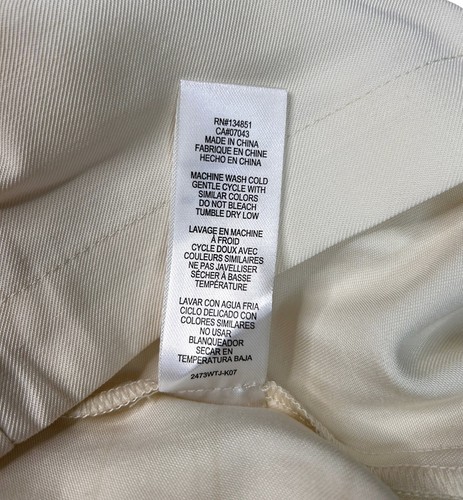 RN#134851
CA#07043
MADE IN CHINA
FABRIQUE EN CHINE
HECHO EN CHINA
MACHINE WASH COLD
GENTLE CYCLE WITH
SIMILAR COLORS
DO NOT BLEACH
TUMBLE DRY LOW
LAVAGE EN MACHINE
À FROID
CYCLE DOUX AVEC
COULEURS SIMILAIRES
NE PAS JAVELLISER
SÉCHER À BASSE
TEMPÉRATURE
LAVAR CON AGUA FRIA
CICLO DELICADO CON
COLORES SIMILARES
NO USAR
BLANQUEADOR
SECAR EN
TEMPERATURA BAJA
2473WTJ-K07